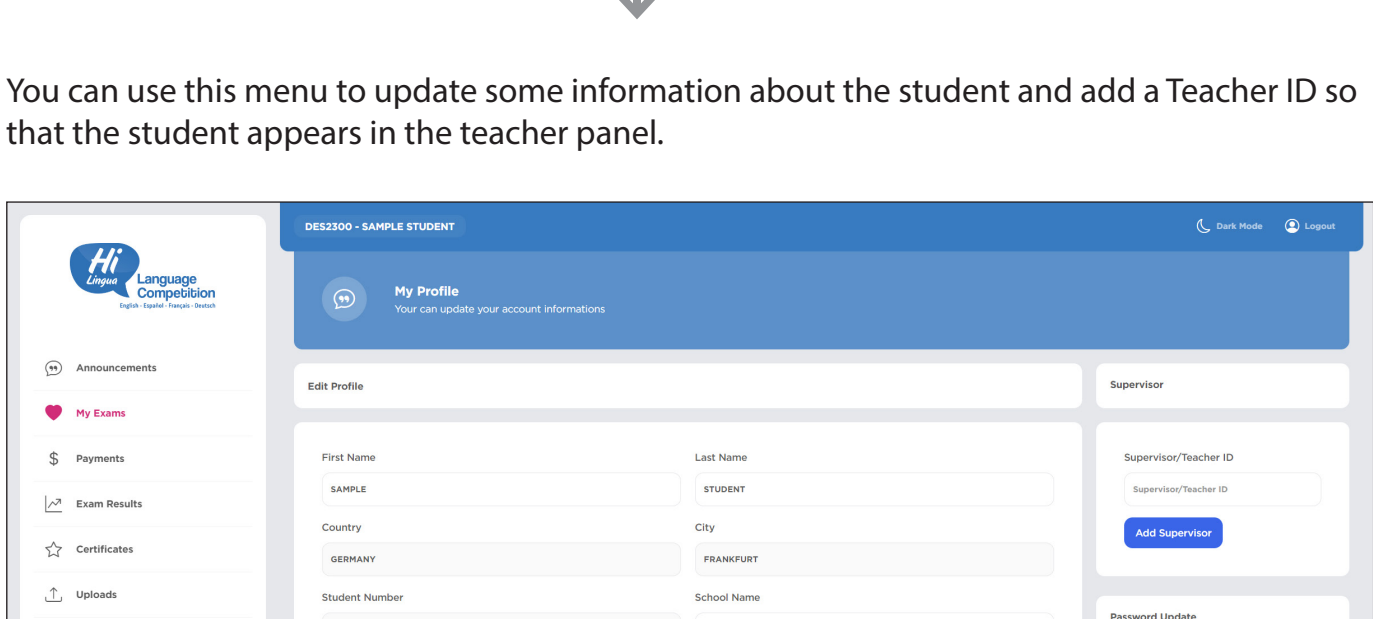 You can use this menu to update some information about the student and add a Teacher ID so
that the student appears in the teacher panel.
DES2300 - SAMPLE STUDENT
Dark Mode
Logout
Hi
Lingua
Language
Competition
English - Español - Français - Deutsch
My Profile
Your can update your account informations
Announcements
My Exams
Payments
Exam Results
Certificates
Uploads
Edit Profile
Supervisor
First Name
Last Name
SAMPLE
STUDENT
Country
City
GERMANY
FRANKFURT
Student Number
School Name
Supervisor/Teacher ID
Supervisor/Teacher ID
Add Supervisor
Password Update